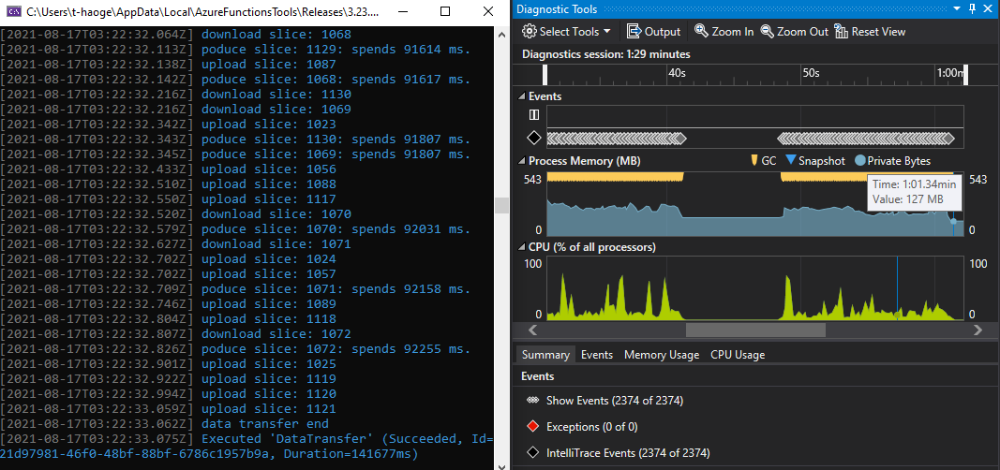 C:\Users\t-haoge\AppData\Local\AzureFunctionsTools\Releases\3.23....
[2021-08-17T03:22:32.064Z] download slice: 1068
[2021-08-17T03:22:32.113Z] poduce slice: 1129: spends 91614 ms.
[2021-08-17T03:22:32.138Z] upload slice: 1087
[2021-08-17T03:22:32.142Z] poduce slice: 1068: spends 91617 ms.
[2021-08-17T03:22:32.216Z] download slice: 1130
[2021-08-17T03:22:32.216Z] download slice: 1069
[2021-08-17T03:22:32.342Z] upload slice: 1023
[2021-08-17T03:22:32.343Z] poduce slice: 1130: spends 91807 ms.
[2021-08-17T03:22:32.345Z] poduce slice: 1069: spends 91807 ms.
[2021-08-17T03:22:32.433Z] upload slice: 1056
[2021-08-17T03:22:32.510Z] upload slice: 1088
[2021-08-17T03:22:32.550Z] upload slice: 1117
[2021-08-17T03:22:32.520Z] download slice: 1070
[2021-08-17T03:22:32.579Z] poduce slice: 1070: spends 92031 ms.
[2021-08-17T03:22:32.627Z] download slice: 1071
[2021-08-17T03:22:32.702Z] upload slice: 1024
[2021-08-17T03:22:32.702Z] upload slice: 1057
[2021-08-17T03:22:32.709Z] poduce slice: 1071: spends 92158 ms.
[2021-08-17T03:22:32.746Z] upload slice: 1089
[2021-08-17T03:22:32.804Z] upload slice: 1118
[2021-08-17T03:22:32.807Z] download slice: 1072
[2021-08-17T03:22:32.826Z] poduce slice: 1072: spends 92255 ms.
[2021-08-17T03:22:32.901Z] upload slice: 1025
[2021-08-17T03:22:32.922Z] upload slice: 1119
[2021-08-17T03:22:32.994Z] upload slice: 1120
[2021-08-17T03:22:33.059Z] upload slice: 1121
[2021-08-17T03:22:33.062Z] data transfer end
[2021-08-17T03:22:33.075Z] Executed 'DataTransfer' (Succeeded, Id=
21d97981-46f0-48bf-88bf-6786c1957b9a, Duration=141677ms)
Diagnostic Tools
Select Tools Output Zoom In Zoom Out Reset View
Diagnostics session: 1:29 minutes
40s 50s 1:00m
Events
Process Memory (MB) GC Snapshot Private Bytes
543 543
Time: 1:01.34min
Value: 127 MB
0 0
CPU (% of all processors)
100 100
0 0
Summary Events Memory Usage CPU Usage
Events
Show Events (2374 of 2374)
Exceptions (0 of 0)
IntelliTrace Events (2374 of 2374)